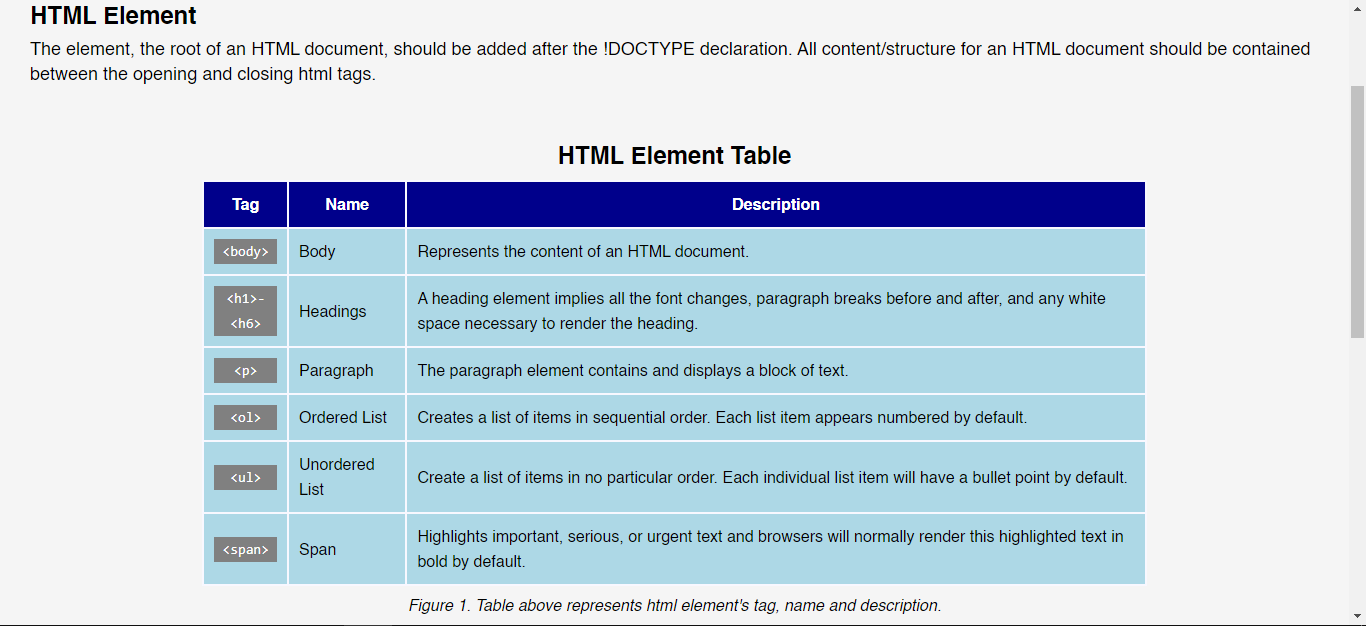 HTML Element
The element, the root of an HTML document, should be added after the !DOCTYPE declaration. All content/structure for an HTML document should be contained
between the opening and closing html tags.
HTML Element Table
Tag Name Description
<body> Body Represents the content of an HTML document.
<h1>-
<h6>
Headings
A heading element implies all the font changes, paragraph breaks before and after, and any white
space necessary to render the heading.
<p> Paragraph The paragraph element contains and displays a block of text.
<ol> Ordered List Creates a list of items in sequential order. Each list item appears numbered by default.
<ul>
Unordered
List
Create a list of items in no particular order. Each individual list item will have a bullet point by default.
<span> Span
Highlights important, serious, or urgent text and browsers will normally render this highlighted text in
bold by default.
Figure 1. Table above represents html element's tag, name and description.